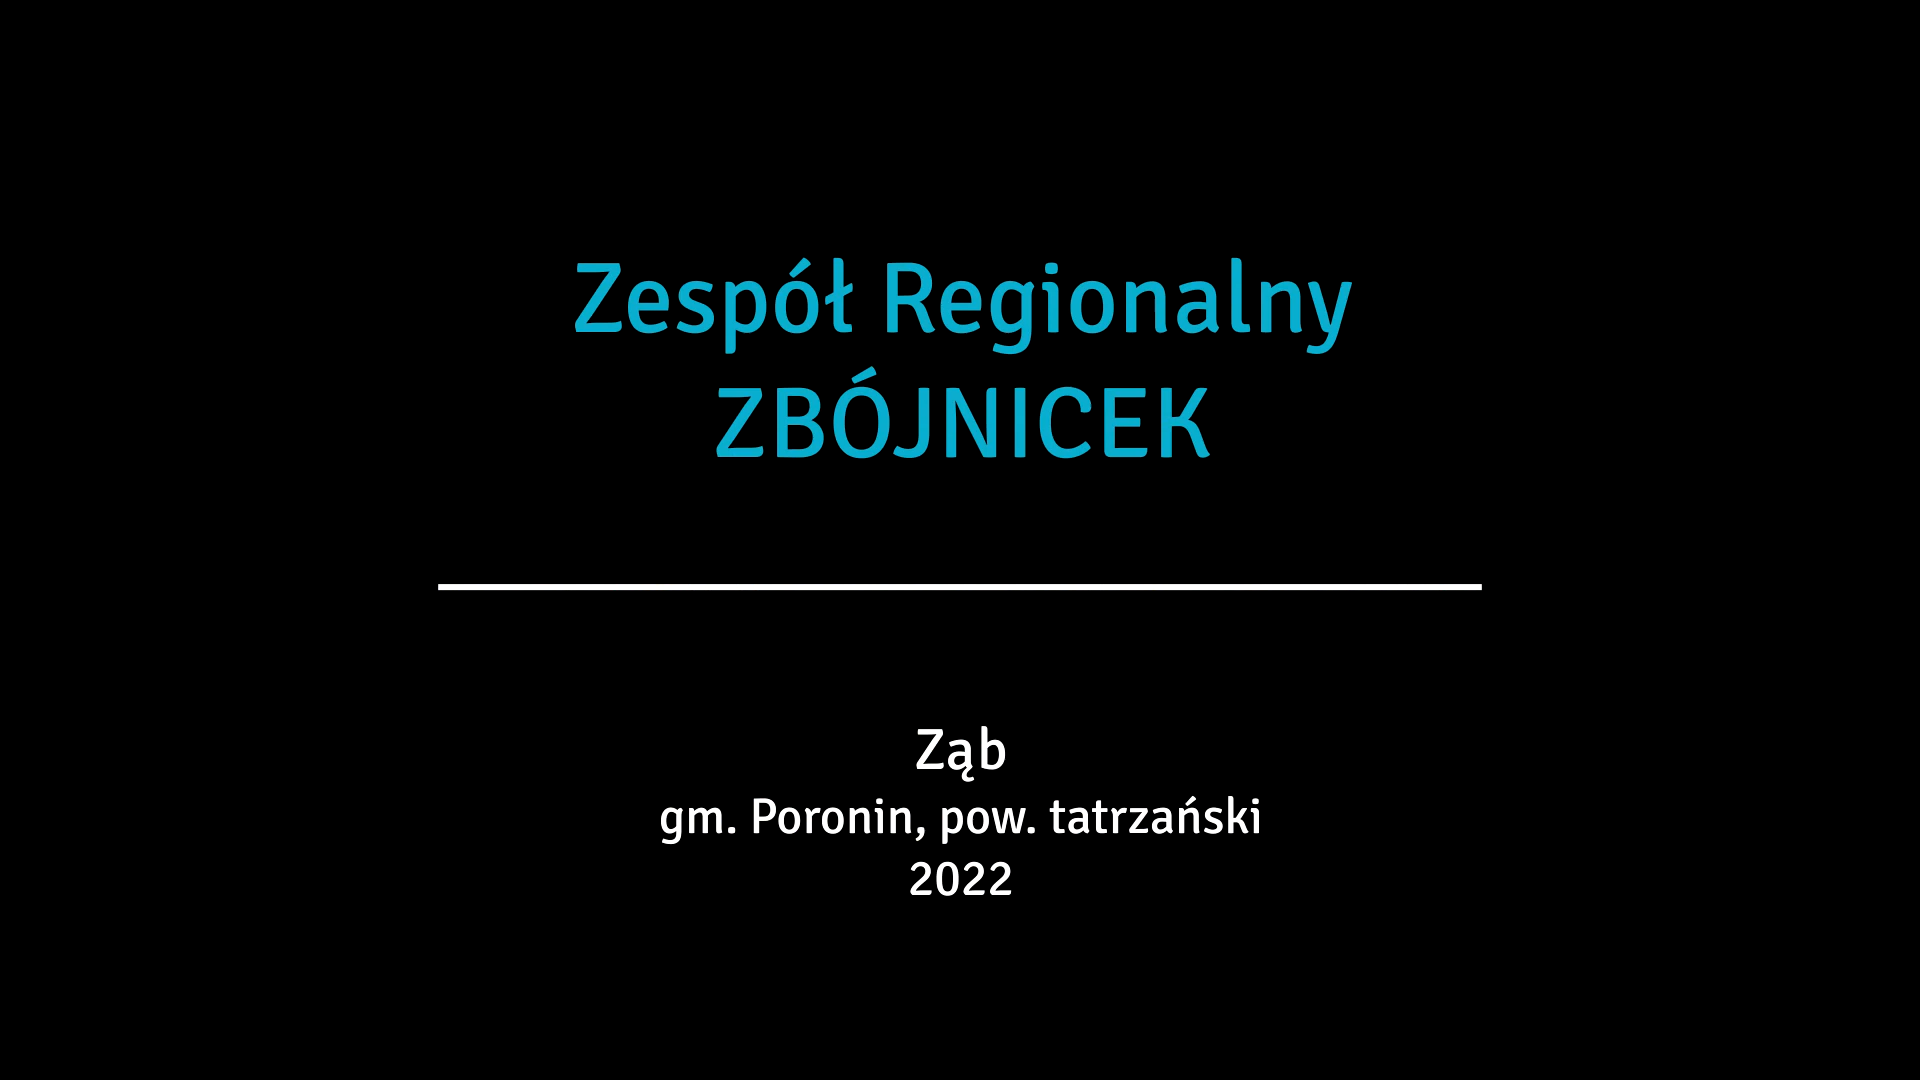 Zespół Regionalny
ZBÓJNICEK
Ząb
gm. Poronin, pow. tatrzański
2022